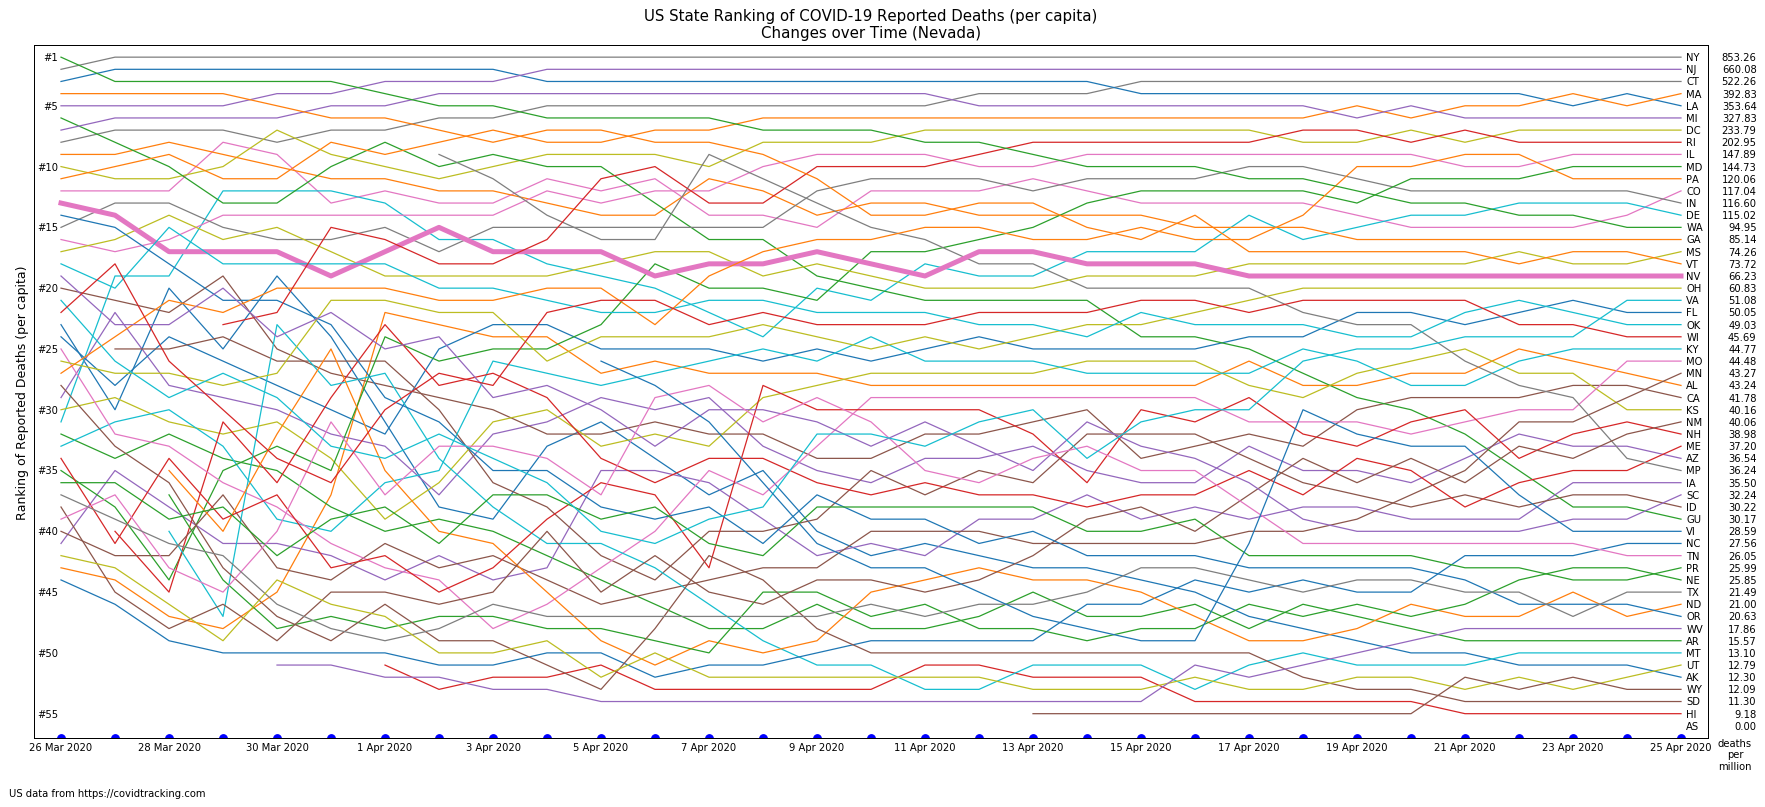 US State Ranking of COVID-19 Reported Deaths (per capita)
Changes over Time (Nevada)
Ranking of Reported Deaths (per capita)
#1
#5
#10
#15
#20
#25
#30
#35
#40
#45
#50
#55
NY 853.26
NJ 660.08
CT 522.26
MA 392.83
LA 353.64
MI 327.83
DC 233.79
RI 202.95
IL 147.89
MD 144.73
PA 120.06
CO 117.04
IN 116.60
DE 115.02
WA 94.95
GA 85.14
MS 74.26
VT 73.72
NV 66.23
OH 60.83
VA 51.08
FL 50.05
OK 49.03
WI 45.69
KY 44.77
MO 44.48
MN 43.27
AL 43.24
CA 41.78
KS 40.16
NM 40.06
NH 38.98
ME 37.20
AZ 36.54
MP 36.24
IA 35.50
SC 32.24
ID 30.22
GU 30.17
VI 28.59
NC 27.56
TN 26.05
PR 25.99
NE 25.85
TX 21.49
ND 21.00
OR 20.63
WV 17.86
AR 15.57
MT 13.10
UT 12.79
AK 12.30
WY 12.09
SD 11.30
HI 9.18
AS 0.00
26 Mar 2020 28 Mar 2020 30 Mar 2020 1 Apr 2020 3 Apr 2020 5 Apr 2020 7 Apr 2020 9 Apr 2020 11 Apr 2020 13 Apr 2020 15 Apr 2020 17 Apr 2020 19 Apr 2020 21 Apr 2020 23 Apr 2020 25 Apr 2020
deaths
per
million
US data from https://covidtracking.com